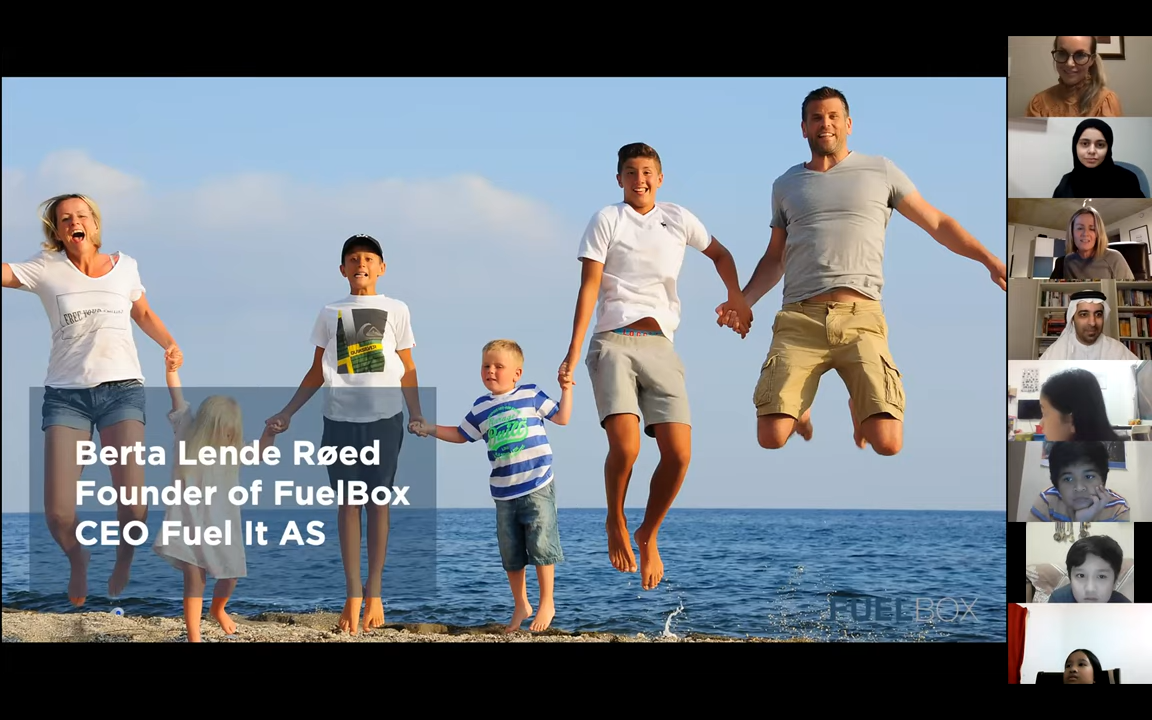 Berta Lende Røed
Founder of FuelBox
CEO Fuel It AS
FUELBOX